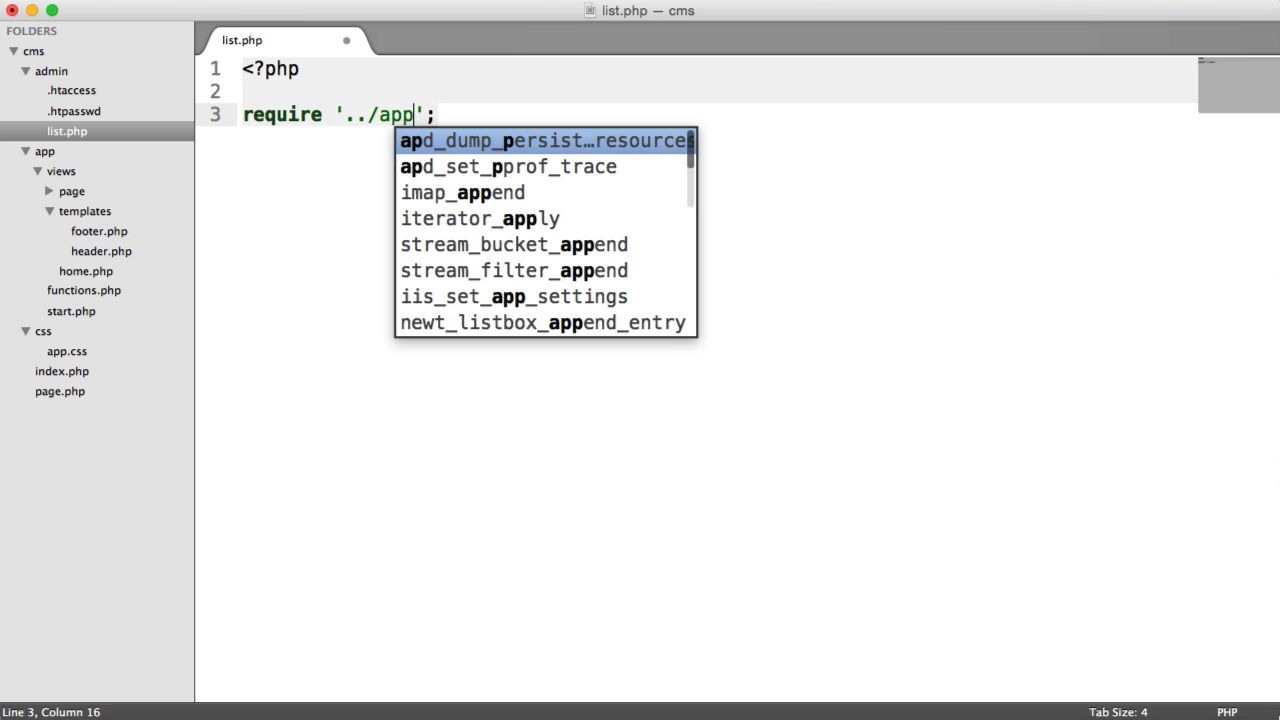 list.php — cms
FOLDERS
cms
admin
.htaccess
.htpasswd
list.php
app
views
page
templates
footer.php
header.php
home.php
functions.php
start.php
css
app.css
index.php
page.php
list.php
1 <?php
2
3 require '../app';
apd_dump_persist…resources
apd_set_pprof_trace
imap_append
iterator_apply
stream_bucket_append
stream_filter_append
iis_set_app_settings
newt_listbox_append_entry
Line 3, Column 16
Tab Size: 4
PHP